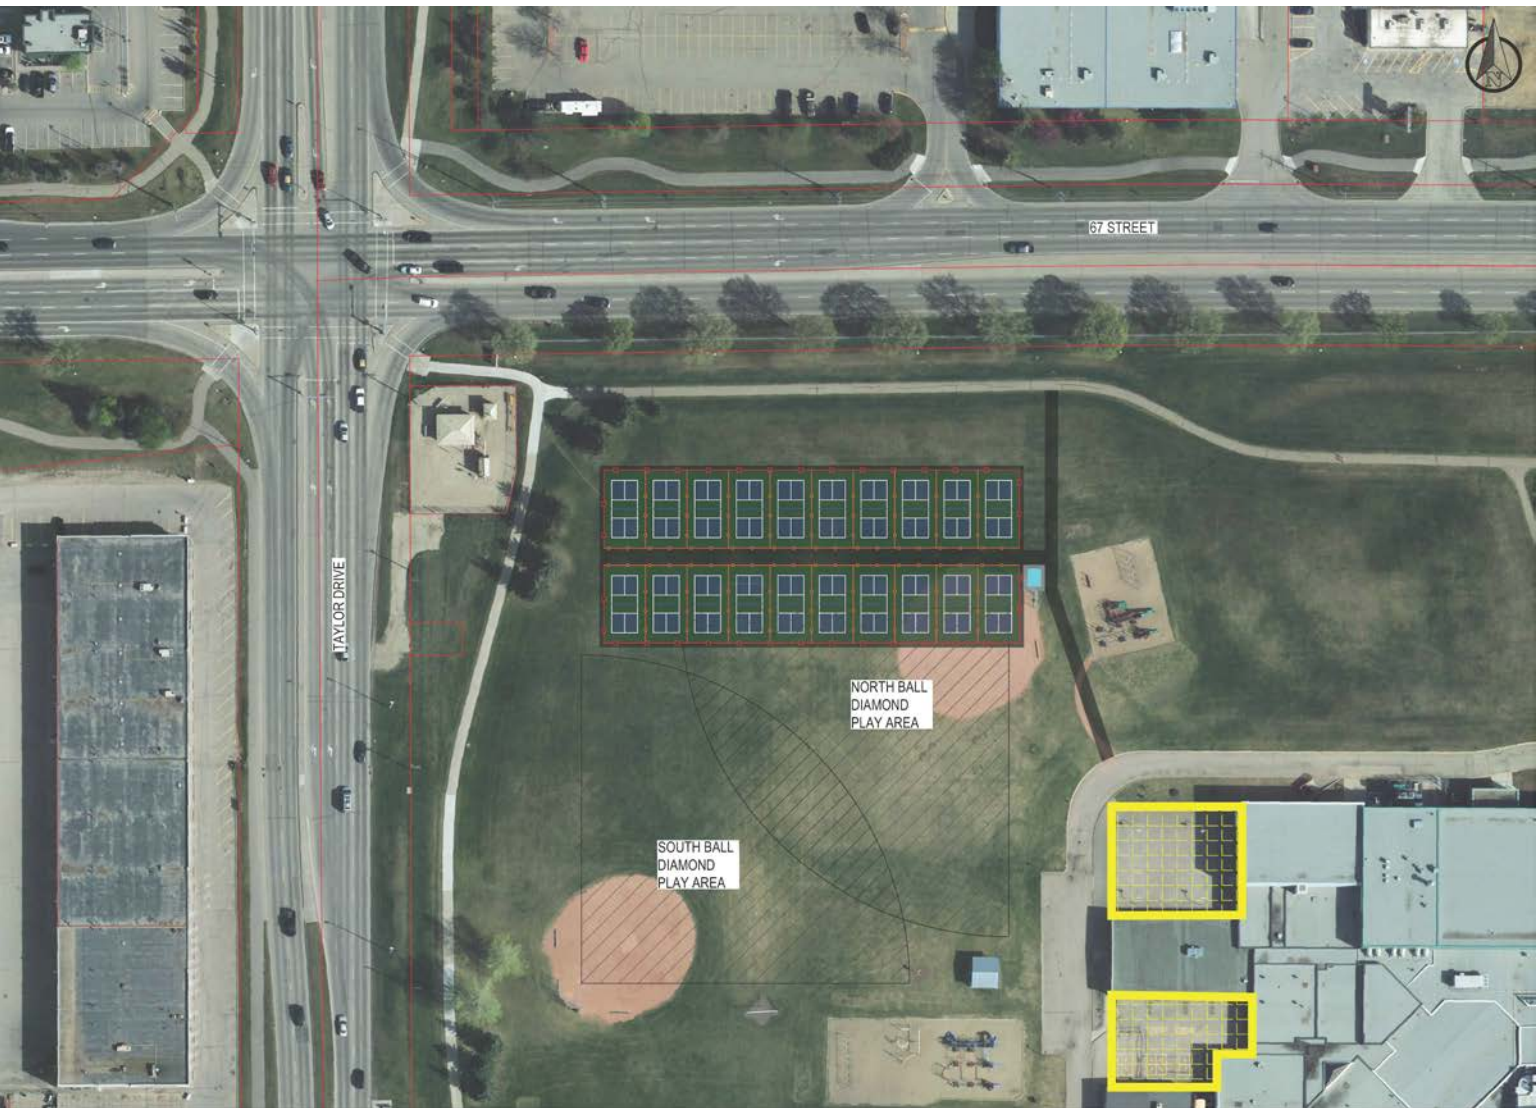 67 STREET
TAYLOR DRIVE
NORTH BALL
DIAMOND
PLAY AREA
SOUTH BALL
DIAMOND
PLAY AREA